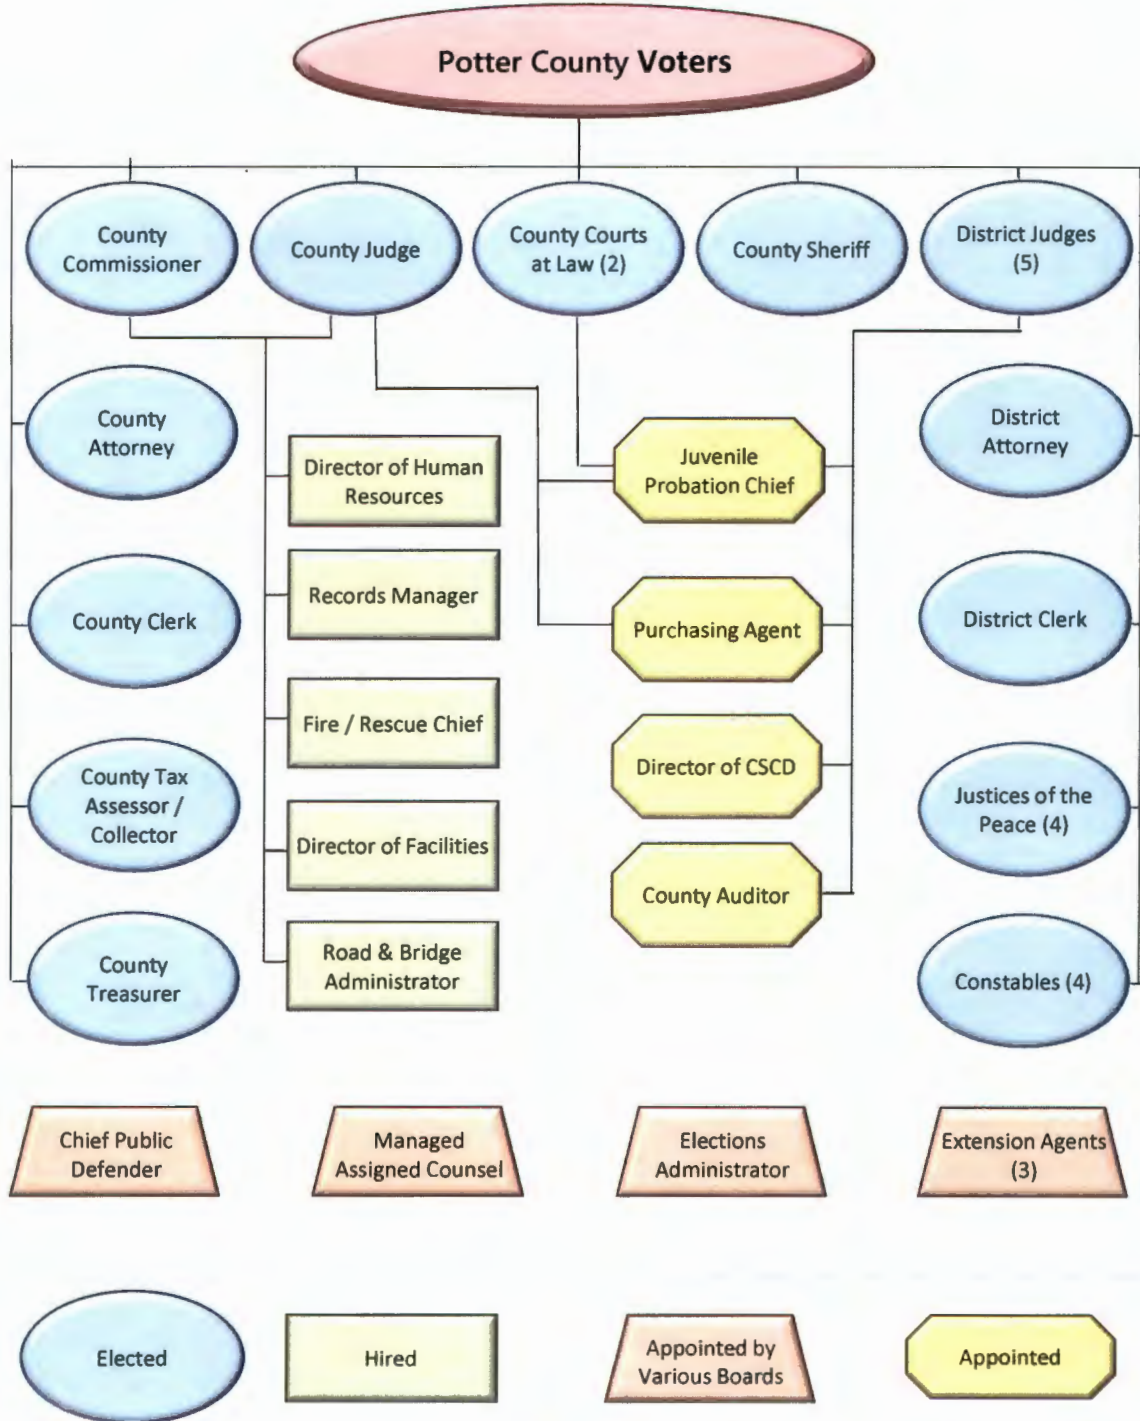 Potter County Voters
County
Commissioner
County Judge
County Courts
at Law (2)
County Sheriff
District Judges
(5)
County
Attorney
Director of Human
Resources
Juvenile
Probation Chief
District
Attorney
County Clerk
Records Manager
Purchasing Agent
District Clerk
County Tax
Assessor /
Collector
Fire / Rescue Chief
Director of CSCD
Justices of the
Peace (4)
Director of Facilities
County Auditor
County
Treasurer
Road & Bridge
Administrator
Constables (4)
Chief Public
Defender
Managed
Assigned Counsel
Elections
Administrator
Extension Agents
(3)
Elected
Hired
Appointed by
Various Boards
Appointed